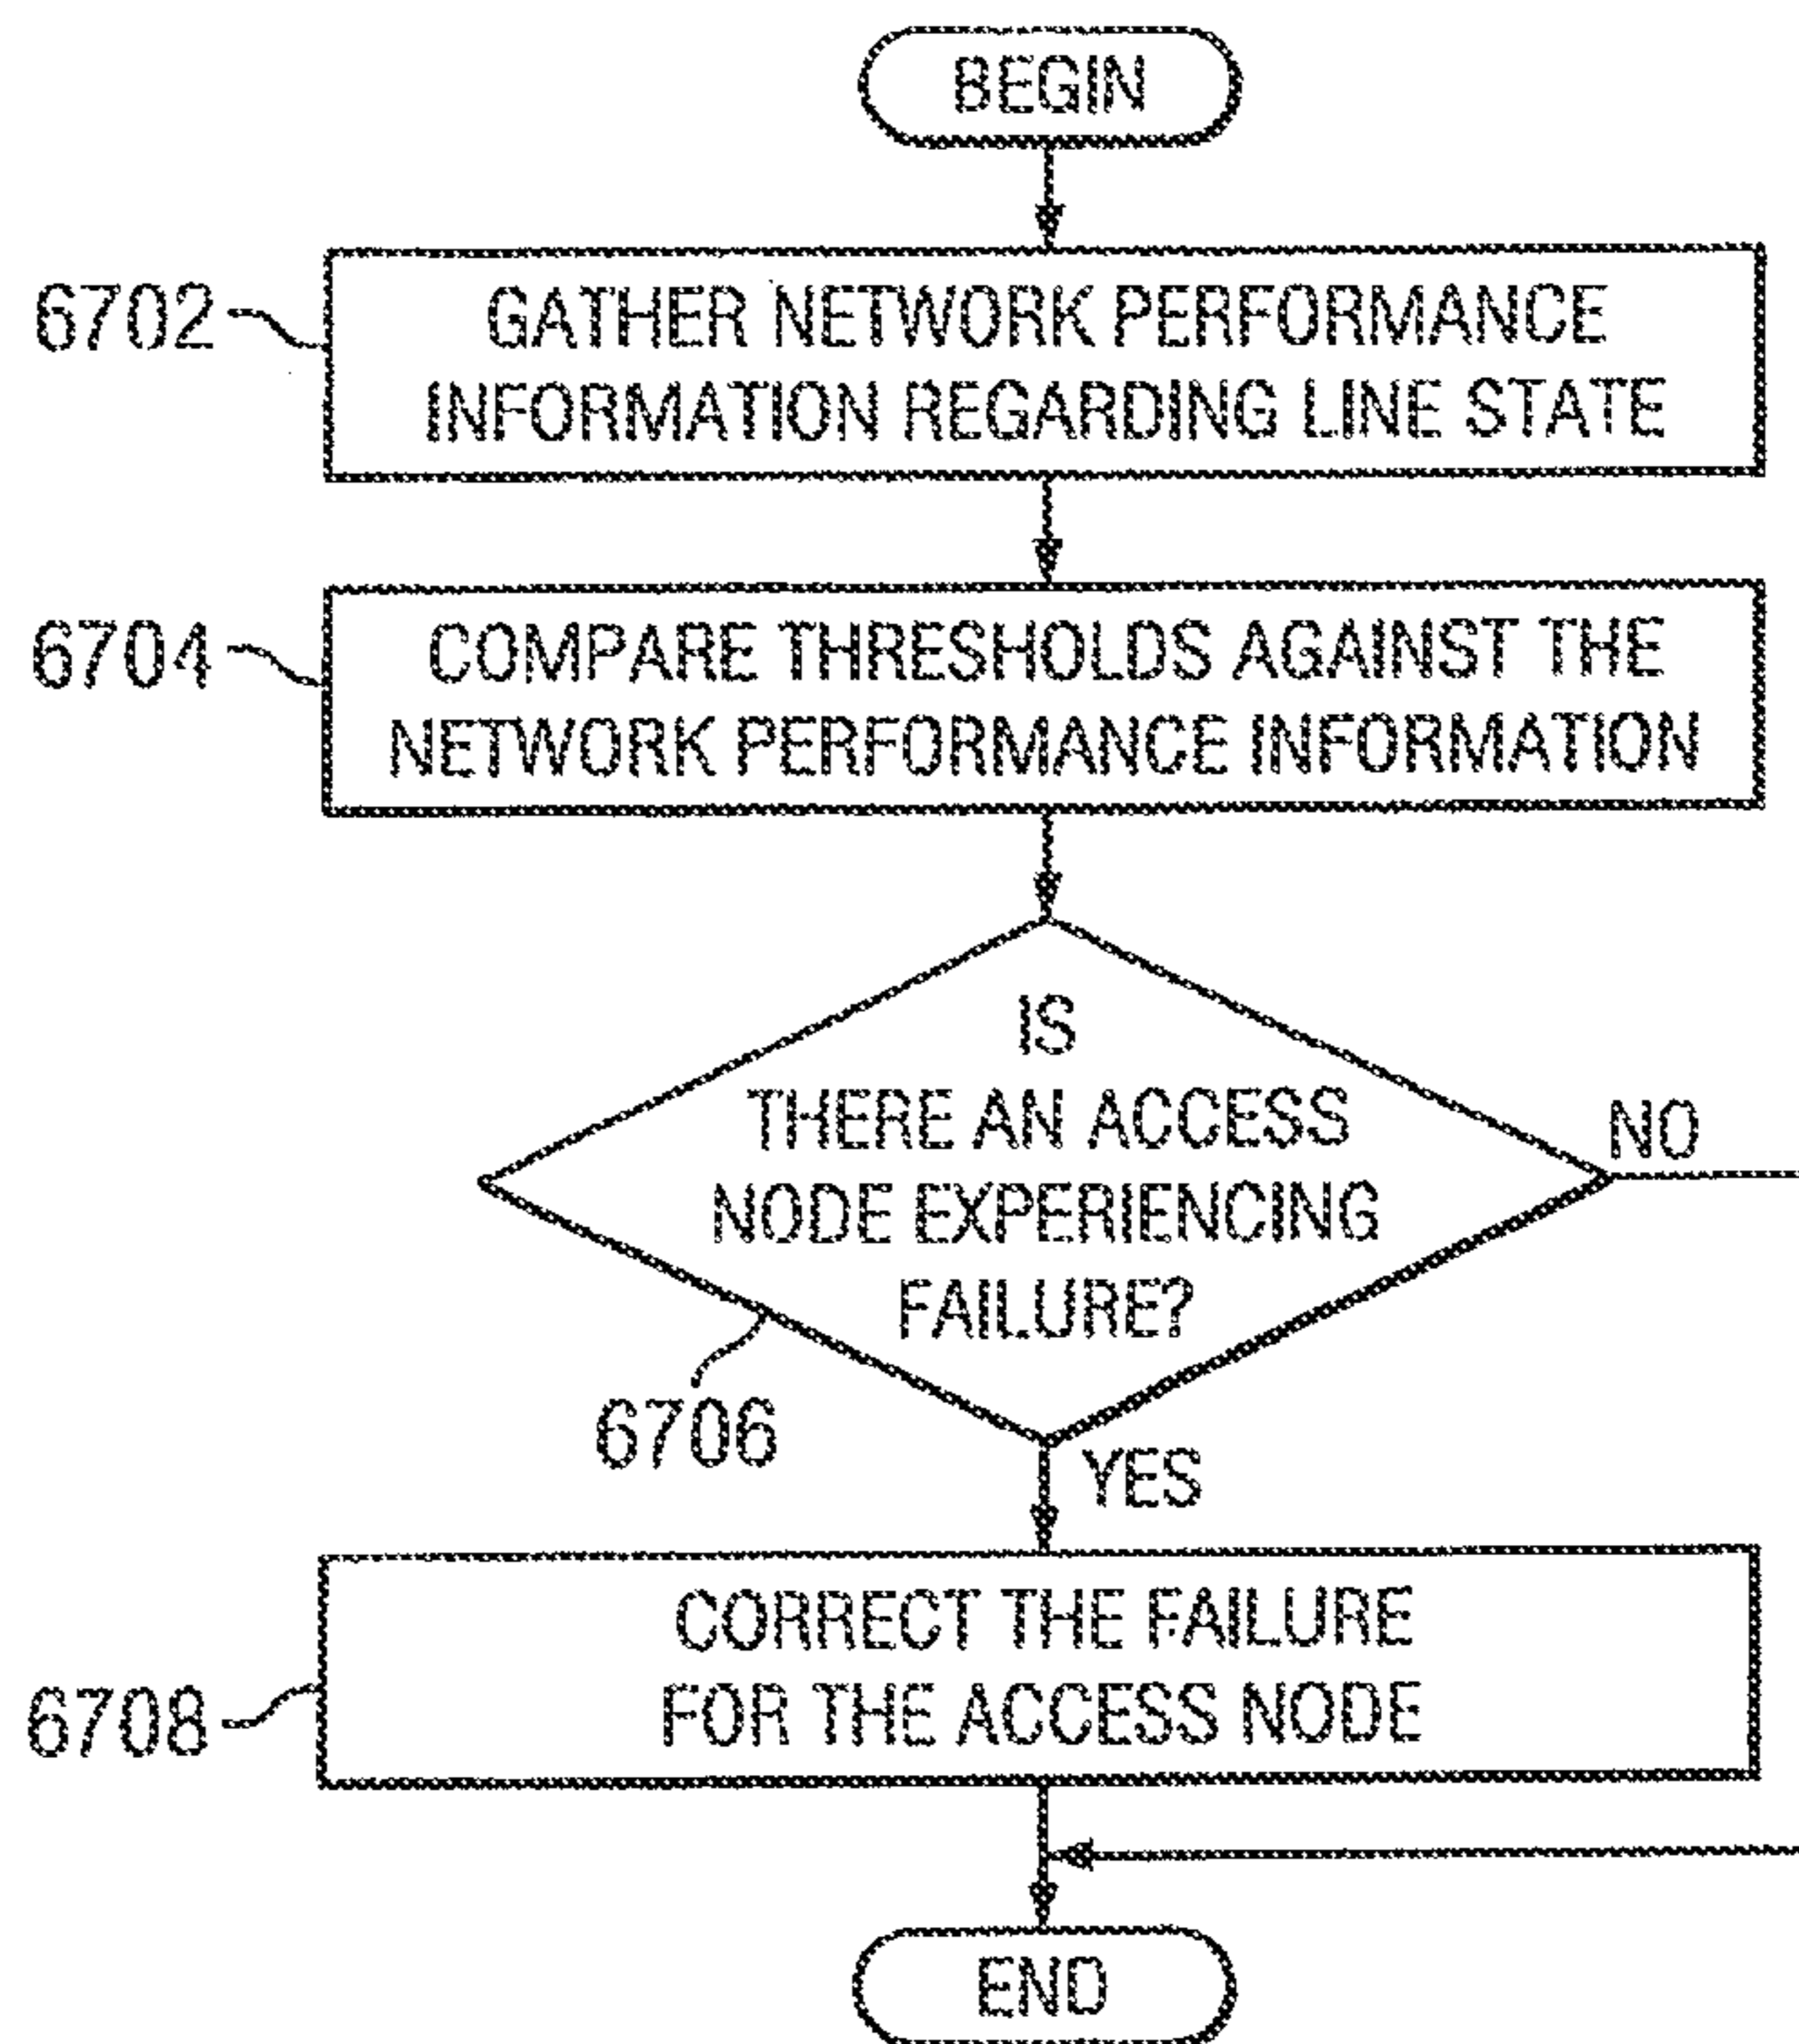 BEGIN
6702
GATHER NETWORK PERFORMANCE
INFORMATION REGARDING LINE STATE
6704
COMPARE THRESHOLDS AGAINST THE
NETWORK PERFORMANCE INFORMATION
IS
THERE AN ACCESS
NODE EXPERIENCING
FAILURE?
NO
6706
YES
6708
CORRECT THE FAILURE
FOR THE ACCESS NODE
END